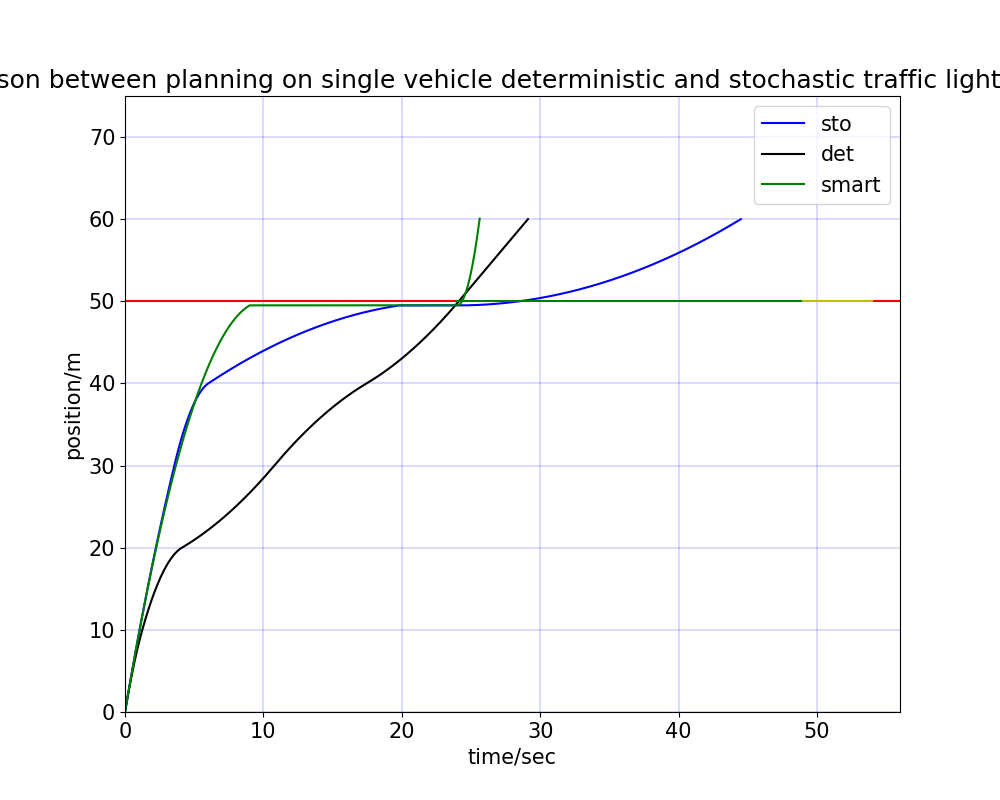 son between planning on single vehicle deterministic and stochastic traffic light
sto
det
smart
70
60
50
40
30
20
10
0
position/m
0 10 20 30 40 50
time/sec